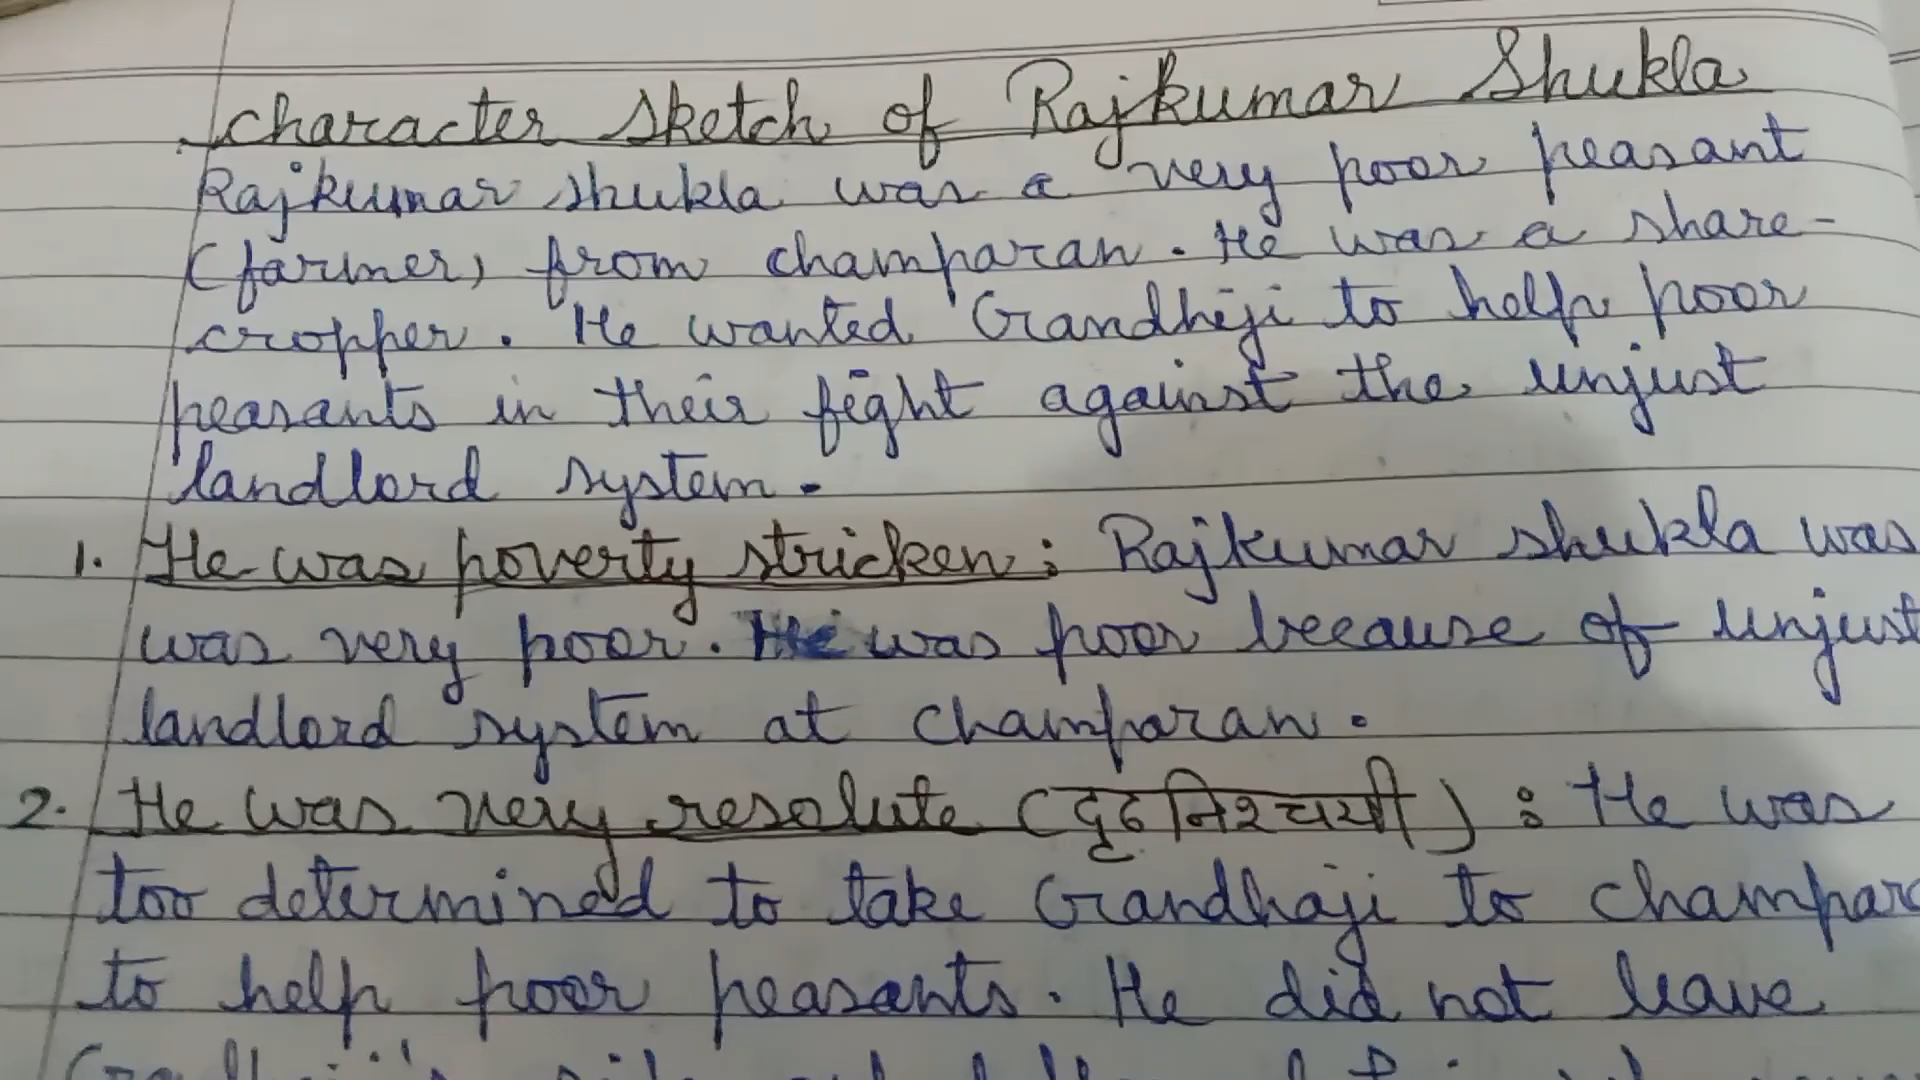 character sketch of Rajkumar Shukla
Rajkumar shukla was a very poor peasant
(farmer) from champaran. He was a share-
cropper. He wanted Gandhiji to help poor
peasants in their fight against the unjust
landlord system.
1. He was poverty stricken: Rajkumar shukla was
was very poor. He was poor because of unjust
landlord system at champaran.
2. He was very resolute (दृढ़ निश्चयी) : He was
too determined to take Gandhaji to champara
to help poor peasants. He did not leave